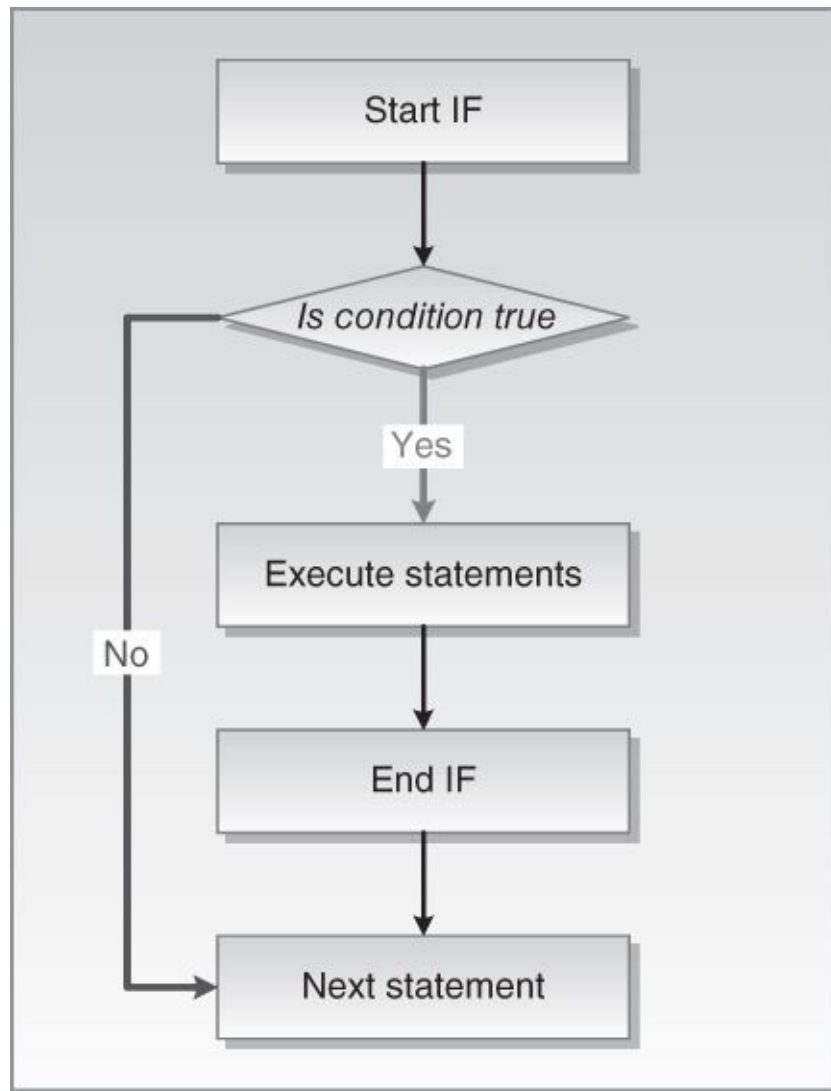 Start IF
Is condition true
Yes
Execute statements
No
End IF
Next statement